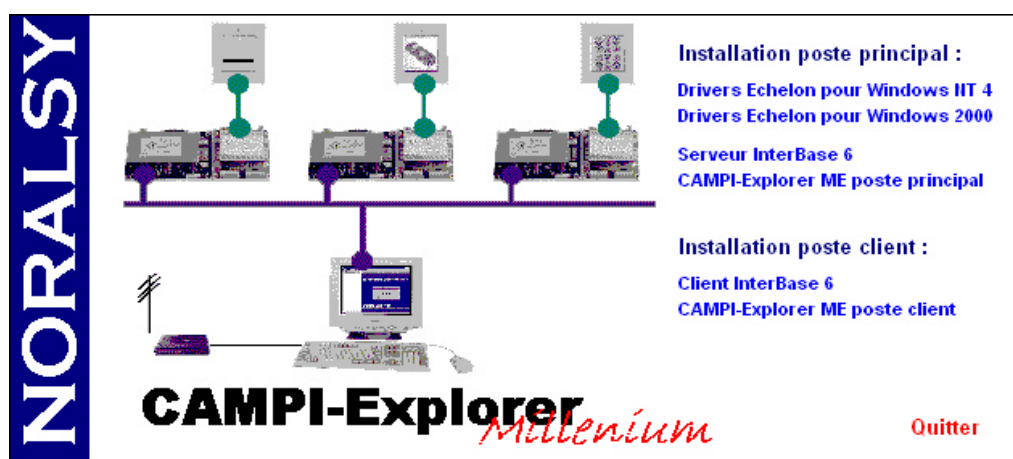 NORALSY
Installation poste principal :
Drivers Echelon pour Windows NT 4
Drivers Echelon pour Windows 2000
Serveur InterBase 6
CAMPI-Explorer ME poste principal
Installation poste client :
Client InterBase 6
CAMPI-Explorer ME poste client
CAMPI-Explorer
Millenium
Quitter